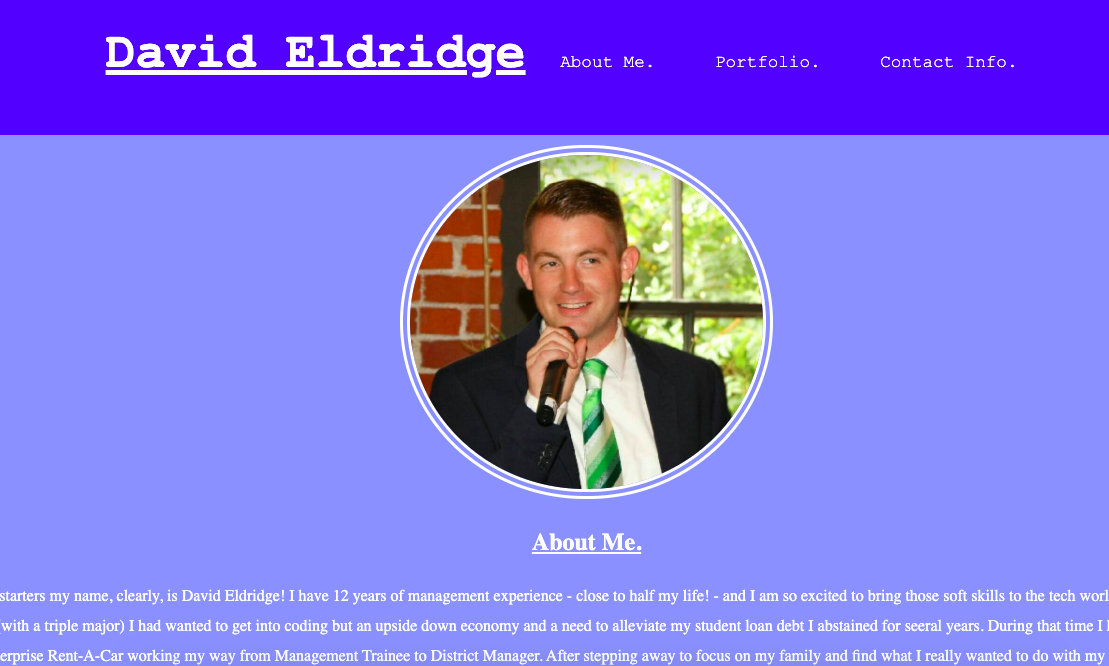 David Eldridge
About Me. Portfolio. Contact Info.
About Me.
starters my name, clearly, is David Eldridge! I have 12 years of management experience - close to half my life! - and I am so excited to bring those soft skills to the tech
(with a triple major) I had wanted to get into coding but an upside down economy and a need to alleviate my student loan debt I abstained for seeral years. During that time I
Rent-A-Car working my way from Management Trainee to District Manager. After stepping away to focus on my family and find what I really wanted to do with my